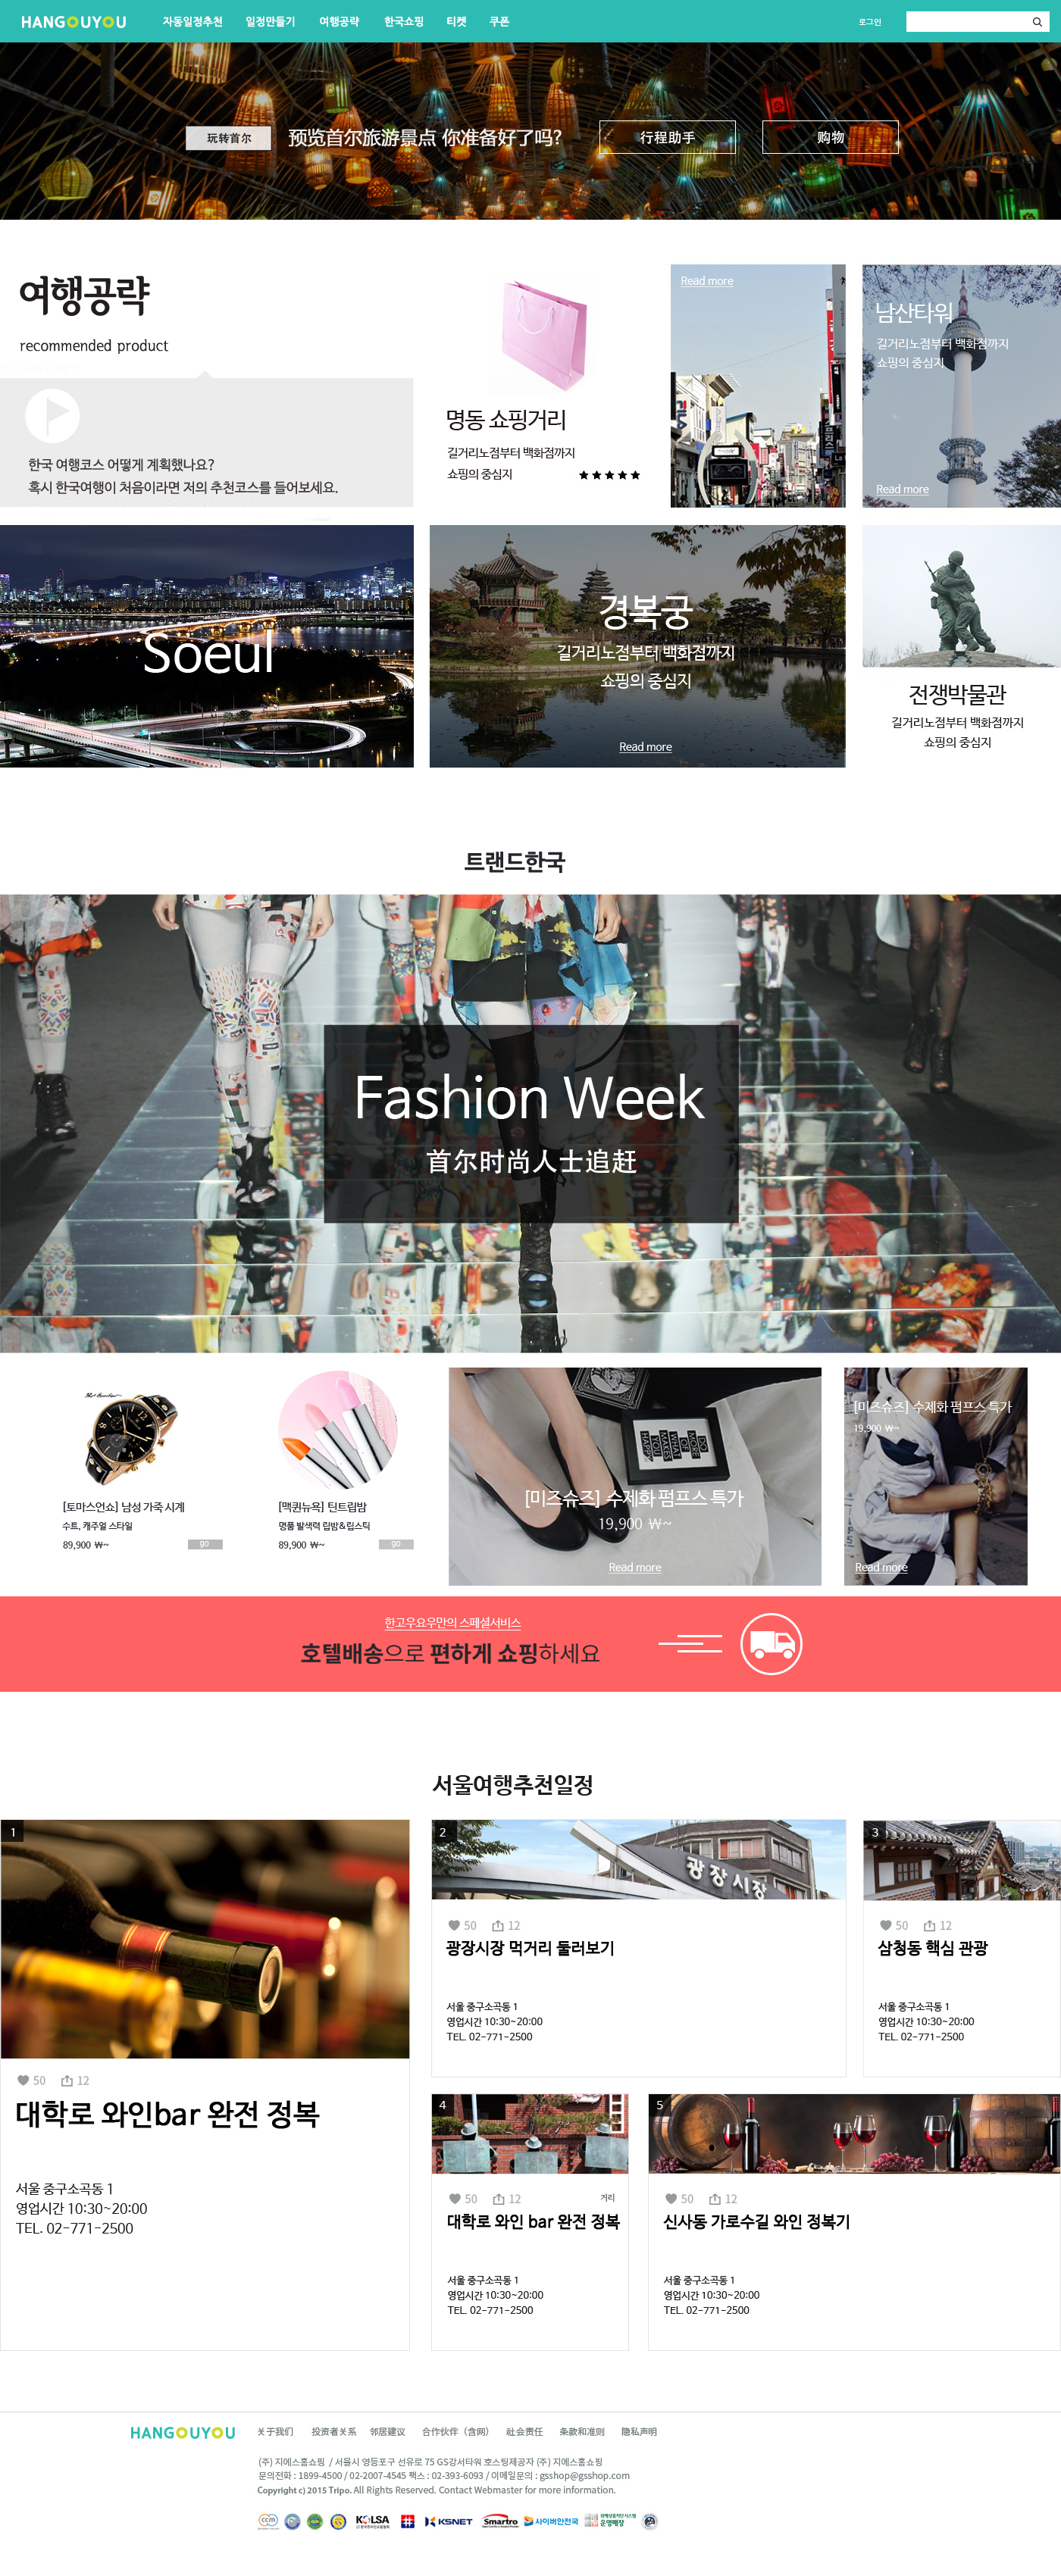 HANGOUYOU 자동일정추천 일정만들기 여행공략 한국쇼핑 티켓 쿠폰 로그인
玩转首尔 预览首尔旅游景点 你准备好了吗? 行程助手 购物
여행공략
recommended product
한국 여행코스 어떻게 계획했나요?
혹시 한국여행이 처음이라면 저의 추천코스를 들어보세요.
명동 쇼핑거리
길거리노점부터 백화점까지
쇼핑의 중심지 ★★★★★
Read more
남산타워
길거리노점부터 백화점까지
쇼핑의 중심지
Read more
Soeul
경복궁
길거리노점부터 백화점까지
쇼핑의 중심지
Read more
전쟁박물관
길거리노점부터 백화점까지
쇼핑의 중심지
트랜드한국
Fashion Week
首尔时尚人士追赶
[토마스언쇼] 남성 가죽 시계
수트, 캐주얼 스타일
89,900 ₩~ go
[맥퀸뉴욕] 틴트립밤
명품 발색력 립밤&립스틱
89,900 ₩~ go
[미즈슈즈] 수제화 펌프스 특가
19,900 ₩~
Read more
[미즈슈즈] 수제화 펌프스 특가
19,900 ₩~
Read more
한고우요우만의 스페셜서비스
호텔배송으로 편하게 쇼핑하세요
서울여행추천일정
1
50 12
대학로 와인bar 완전 정복
서울 중구소곡동 1
영업시간 10:30~20:00
TEL. 02-771-2500
2
광장시장
50 12
광장시장 먹거리 둘러보기
서울 중구소곡동 1
영업시간 10:30~20:00
TEL. 02-771-2500
3
50 12
삼청동 핵심 관광
서울 중구소곡동 1
영업시간 10:30~20:00
TEL. 02-771-2500
4
50 12 거리
대학로 와인 bar 완전 정복
서울 중구소곡동 1
영업시간 10:30~20:00
TEL. 02-771-2500
5
50 12
신사동 가로수길 와인 정복기
서울 중구소곡동 1
영업시간 10:30~20:00
TEL. 02-771-2500
HANGOUYOU 关于我们 投资者关系 邻居建议 合作伙伴（含网） 社会责任 条款和准则 隐私声明
(주) 지에스홈쇼핑 / 서울시 영등포구 선유로 75 GS강서타워 호스팅제공자 (주) 지에스홈쇼핑
문의전화 : 1899-4500 / 02-2007-4545 팩스 : 02-393-6093 / 이메일문의 : gsshop@gsshop.com
Copyright c) 2015 Tripo. All Rights Reserved. Contact Webmaster for more information.
ccm KOLSA KSNET Smartro 사이버안전국 운영매장